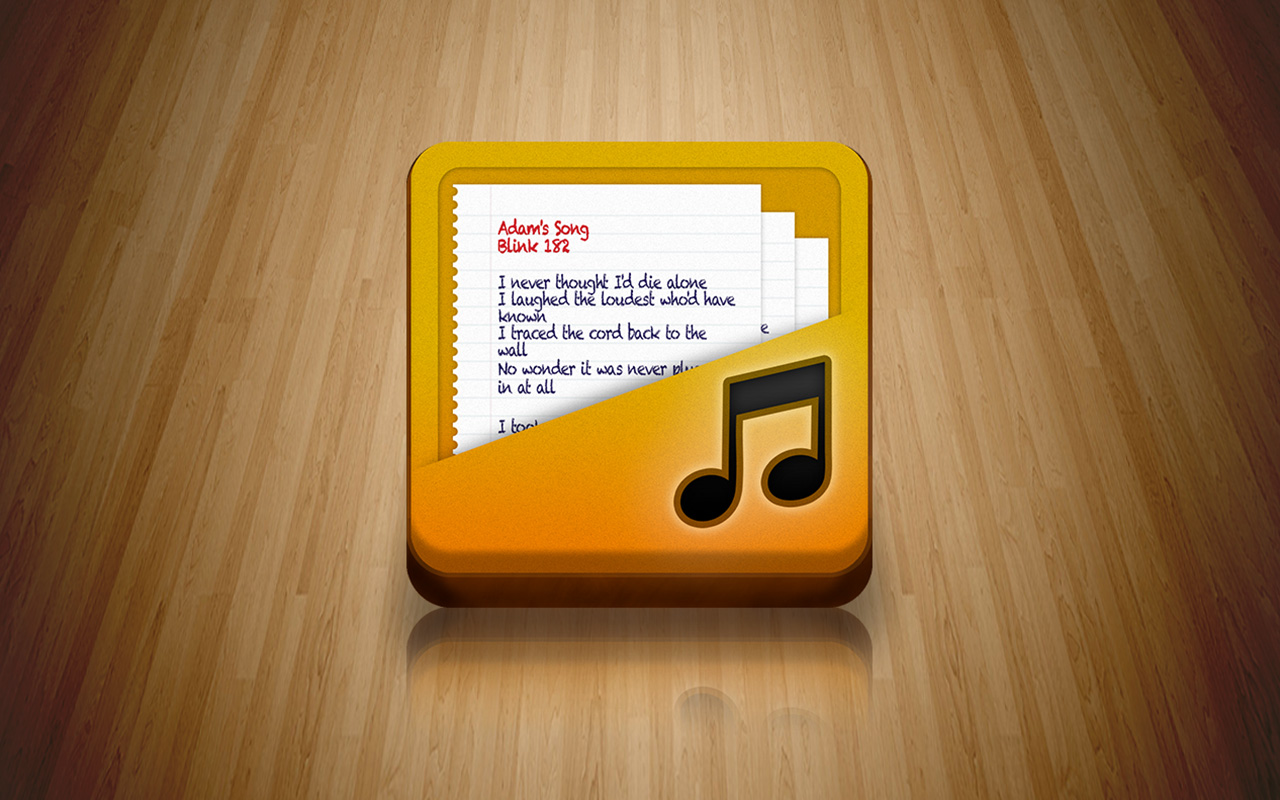 Adam's Song
Blink 182
I never thought I'd die alone
I laughed the loudest who'd have
known
I traced the cord back to the
wall
No wonder it was never
in at all
I
e